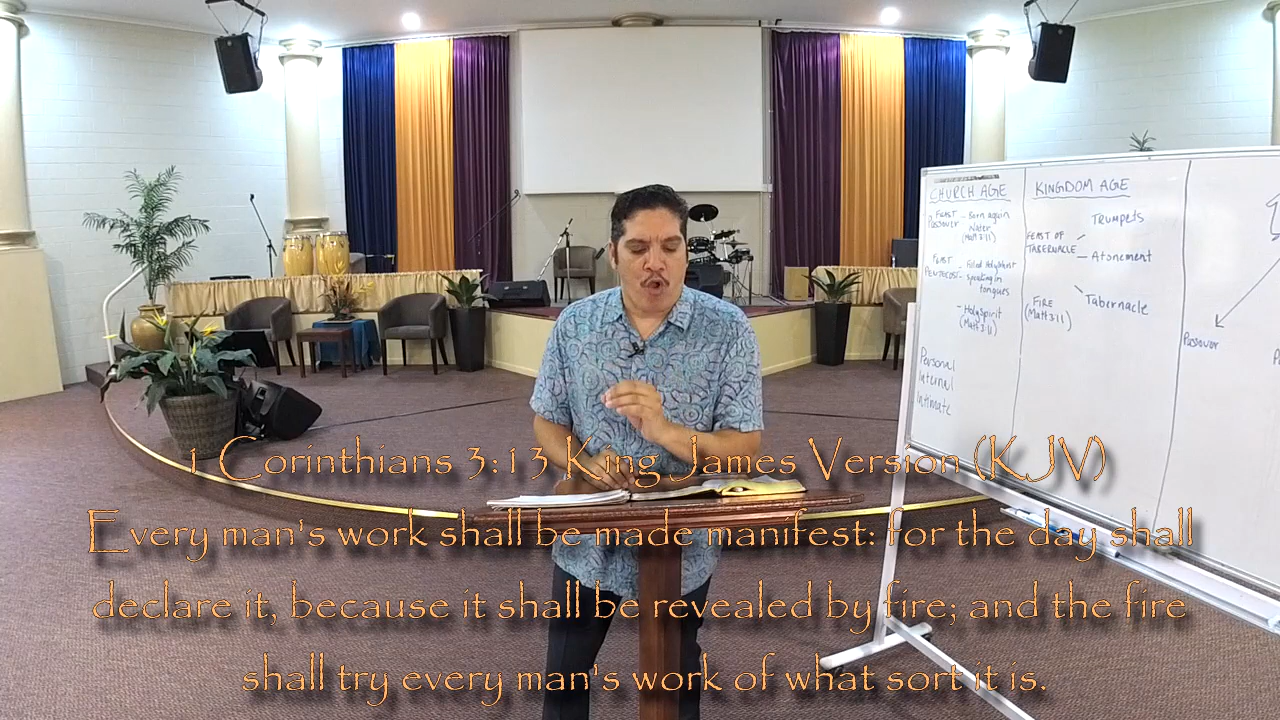 CHURCH AGE
FEAST
Passover - Born again
Water
(Matt 3:11)
FEAST
PENTECOST - Filled Holy Ghost
speaking in
tongues
- Holy Spirit
(Matt 3:11)
Personal
Internal
Intimate
KINGDOM AGE
Trumpets
FEAST OF
TABERNACLE - Atonement
Tabernacle
FIRE
(Matt 3:11)
Passover
1 Corinthians 3:13 King James Version (KJV)
Every man's work shall be made manifest: for the day shall
declare it, because it shall be revealed by fire; and the fire
shall try every man's work of what sort it is.